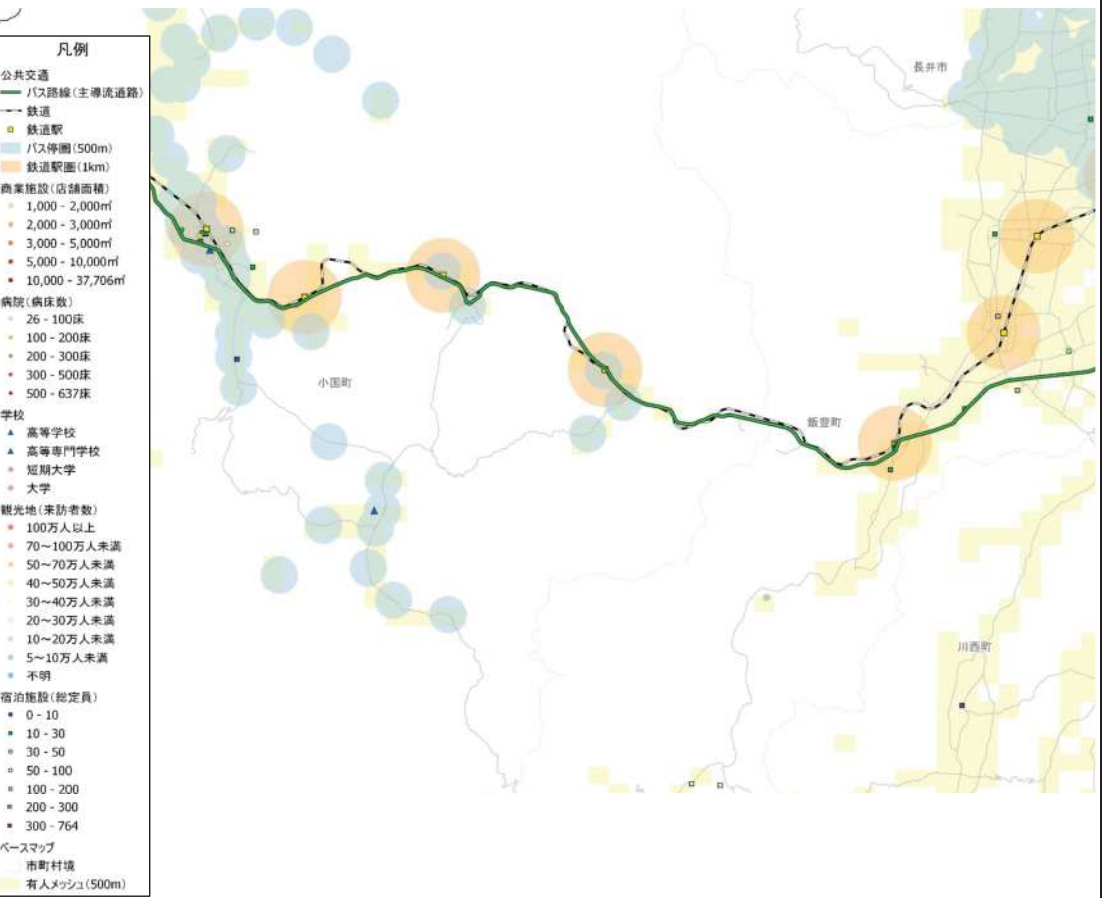 凡例
公共交通
バス路線(主導流道路)
鉄道
鉄道駅
バス停圏(500m)
鉄道駅圏(1km)
商業施設(店舗面積)
1,000 - 2,000㎡
2,000 - 3,000㎡
3,000 - 5,000㎡
5,000 - 10,000㎡
10,000 - 37,706㎡
病院(病床数)
26 - 100床
100 - 200床
200 - 300床
300 - 500床
500 - 637床
学校
高等学校
高等専門学校
短期大学
大学
観光地(来訪者数)
100万人以上
70～100万人未満
50～70万人未満
40～50万人未満
30～40万人未満
20～30万人未満
10～20万人未満
5～10万人未満
不明
宿泊施設(総定員)
0 - 10
10 - 30
30 - 50
50 - 100
100 - 200
200 - 300
300 - 764
ベースマップ
市町村境
有人メッシュ(500m)
長井市
小国町
飯豊町
川西町